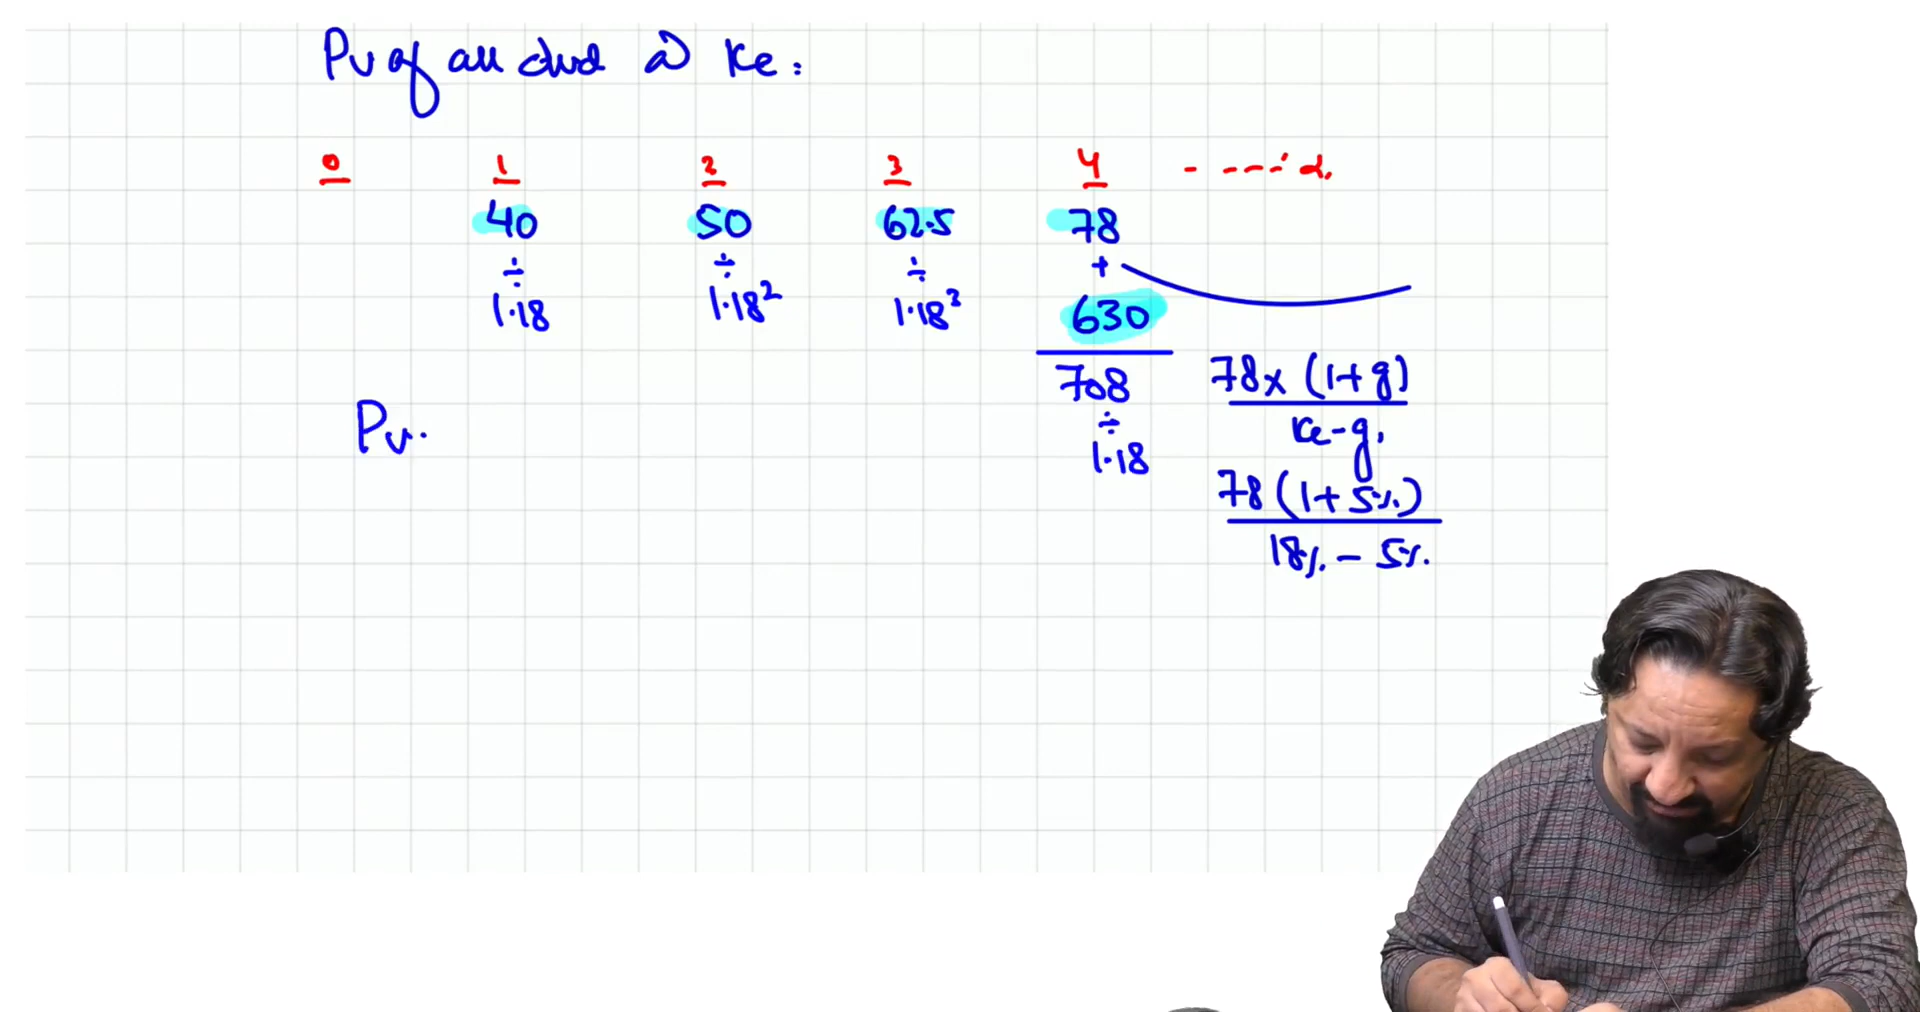 PV of all divd @ Ke:
0 1 2 3 4 - - - - - α.
40 50 62.5 78
÷ ÷ ÷ +
1.18 1.18² 1.18³ 630
708 78x (1+g)
÷ Ke-g.
PV. 1.18
78 (1+5%)
18% - 5%.